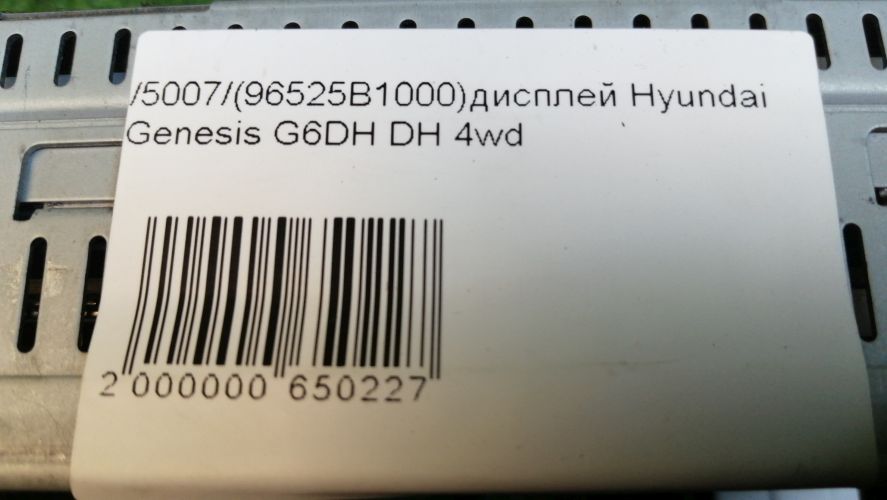 /5007/(96525B1000)дисплей Hyundai
Genesis G6DH DH 4wd
2 000000 650227